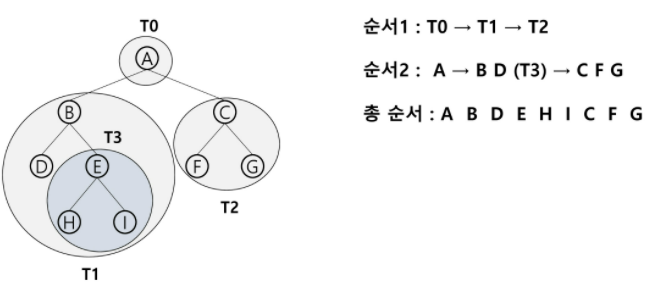 T0
A
B
C
T3
D
E
F
G
H
I
T2
T1
순서1 : T0 → T1 → T2
순서2 : A → B D (T3) → C F G
총 순서 : A B D E H I C F G